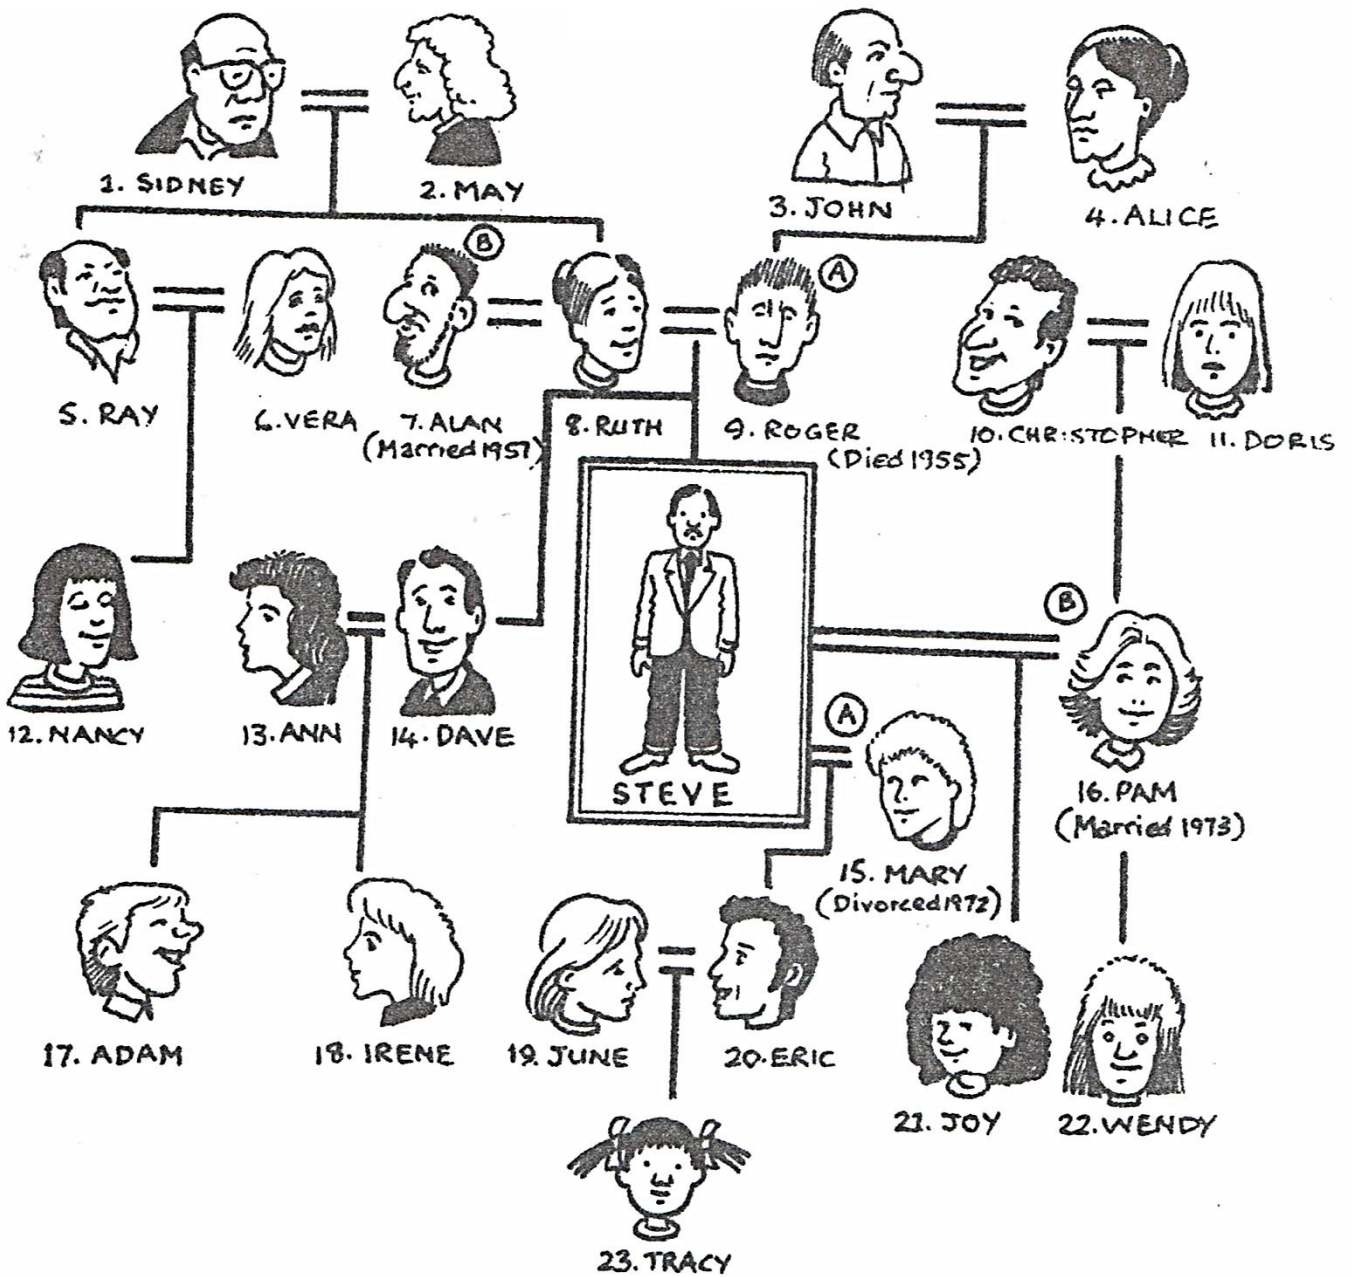 1. SIDNEY
2. MAY
3. JOHN
4. ALICE
B
A
5. RAY
6. VERA
7. ALAN
(Married 1957)
8. RUTH
9. ROGER
(Died 1955)
10. CHRISTOPHER
11. DORIS
B
12. NANCY
13. ANN
14. DAVE
A
STEVE
16. PAM
(Married 1973)
15. MARY
(Divorced 1972)
17. ADAM
18. IRENE
19. JUNE
20. ERIC
21. JOY
22. WENDY
23. TRACY